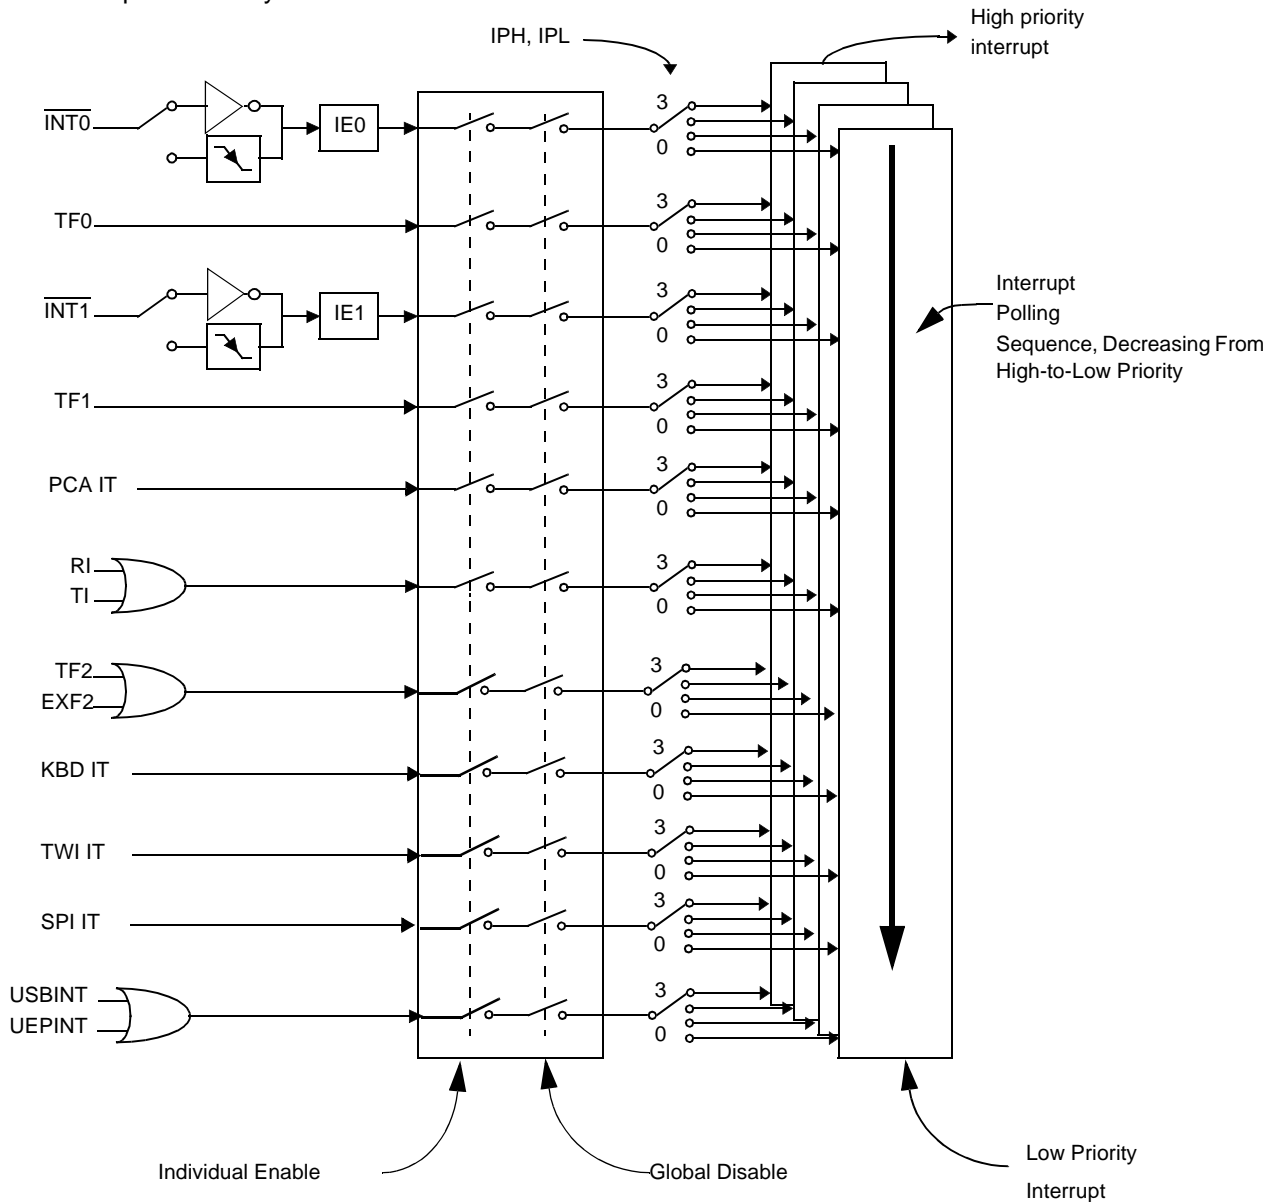 IPH, IPL
High priority
interrupt
INT0
IE0
3
0
TF0
3
0
INT1
IE1
3
0
Interrupt
Polling
Sequence, Decreasing From
High-to-Low Priority
TF1
3
0
PCA IT
3
0
RI
TI
3
0
TF2
EXF2
3
0
KBD IT
3
0
TWI IT
3
0
SPI IT
3
0
USBINT
UEPINT
3
0
Individual Enable
Global Disable
Low Priority
Interrupt